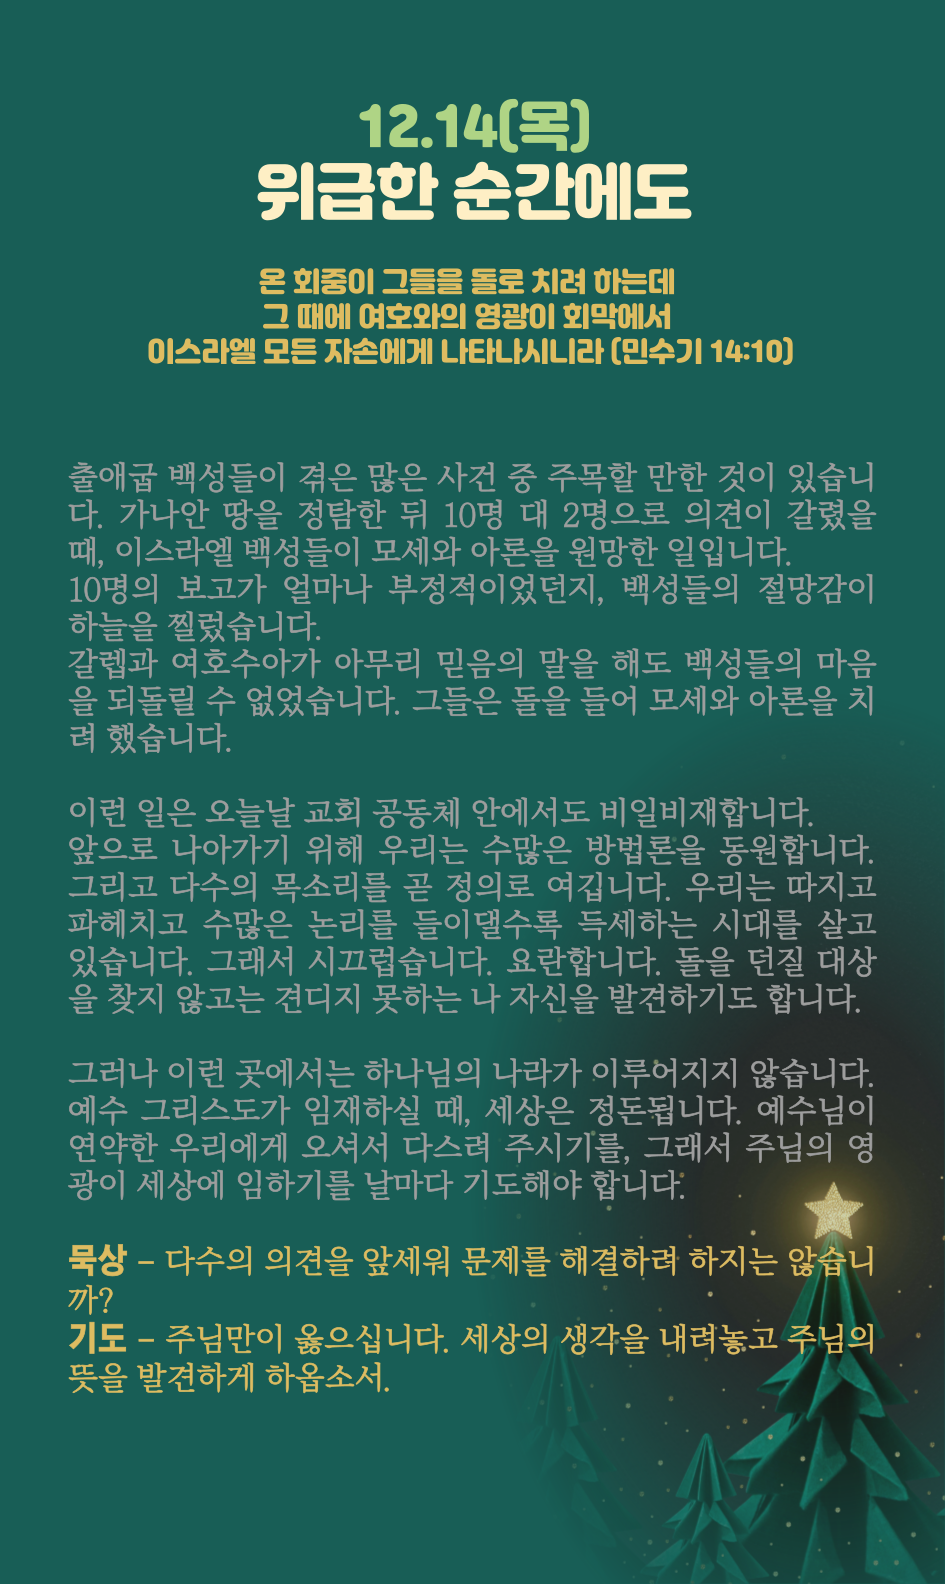 12.14(목)
위급한 순간에도
온 회중이 그들을 돌로 치려 하는데
그 때에 여호와의 영광이 회막에서
이스라엘 모든 자손에게 나타나시니라 (민수기 14:10)
출애굽 백성들이 겪은 많은 사건 중 주목할 만한 것이 있습니
다. 가나안 땅을 정탐한 뒤 10명 대 2명으로 의견이 갈렸을
때, 이스라엘 백성들이 모세와 아론을 원망한 일입니다.
10명의 보고가 얼마나 부정적이었던지, 백성들의 절망감이
하늘을 찔렀습니다.
갈렙과 여호수아가 아무리 믿음의 말을 해도 백성들의 마음
을 되돌릴 수 없었습니다. 그들은 돌을 들어 모세와 아론을 치
려 했습니다.
이런 일은 오늘날 교회 공동체 안에서도 비일비재합니다.
앞으로 나아가기 위해 우리는 수많은 방법론을 동원합니다.
그리고 다수의 목소리를 곧 정의로 여깁니다. 우리는 따지고
파헤치고 수많은 논리를 들이댈수록 득세하는 시대를 살고
있습니다. 그래서 시끄럽습니다. 요란합니다. 돌을 던질 대상
을 찾지 않고는 견디지 못하는 나 자신을 발견하기도 합니다.
그러나 이런 곳에서는 하나님의 나라가 이루어지지 않습니다.
예수 그리스도가 임재하실 때, 세상은 정돈됩니다. 예수님이
연약한 우리에게 오셔서 다스려 주시기를, 그래서 주님의 영
광이 세상에 임하기를 날마다 기도해야 합니다.
묵상 – 다수의 의견을 앞세워 문제를 해결하려 하지는 않습니
까?
기도 – 주님만이 옳으십니다. 세상의 생각을 내려놓고 주님의
뜻을 발견하게 하옵소서.